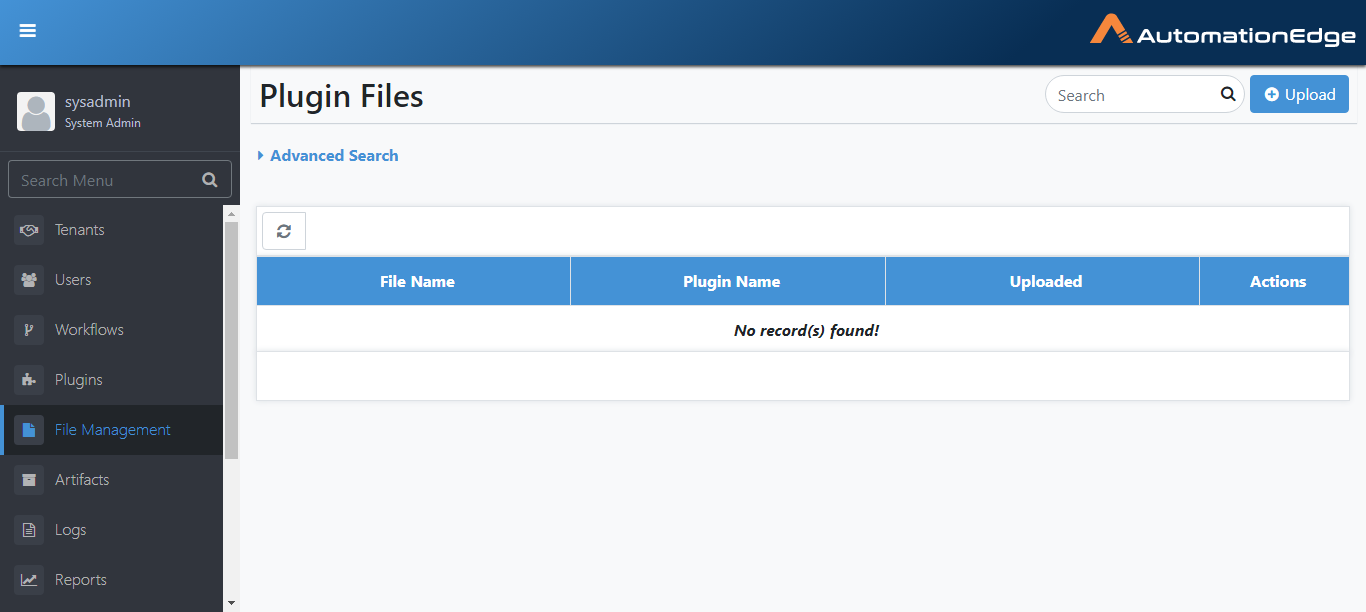 AutomationEdge
sysadmin
System Admin
Search Menu
Tenants
Users
Workflows
Plugins
File Management
Artifacts
Logs
Reports
Plugin Files
Search
Upload
Advanced Search
File Name Plugin Name Uploaded Actions
No record(s) found!